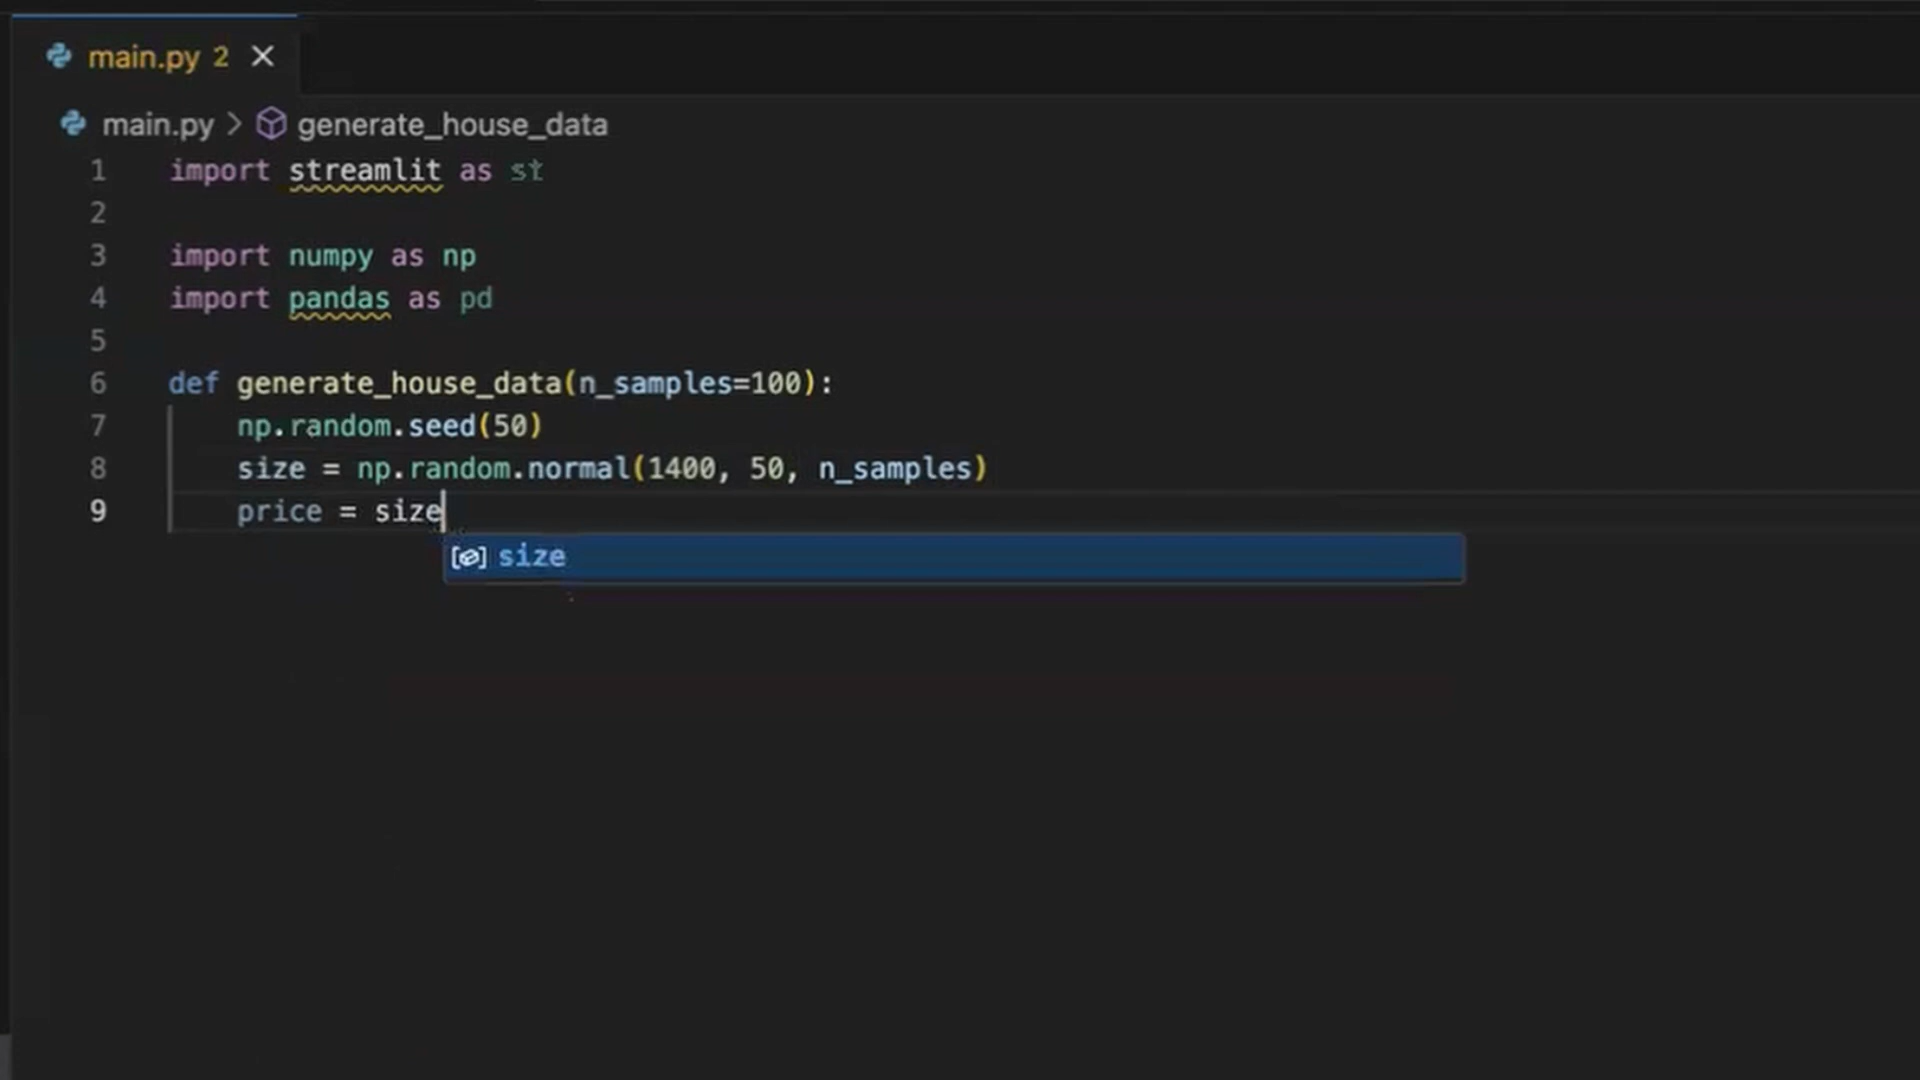 main.py 2
main.py > generate_house_data
1 import streamlit as st
2
3 import numpy as np
4 import pandas as pd
5
6 def generate_house_data(n_samples=100):
7     np.random.seed(50)
8     size = np.random.normal(1400, 50, n_samples)
9     price = size
size